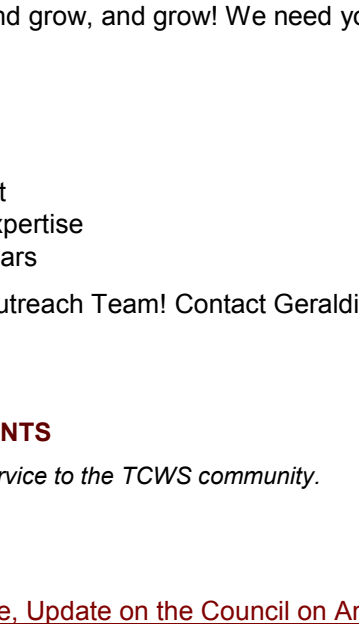 nd grow, and grow! We need yo
t
xpertise
ars
utreach Team! Contact Geraldi
NTS
rvice to the TCWS community.
e, Update on the Council on Am